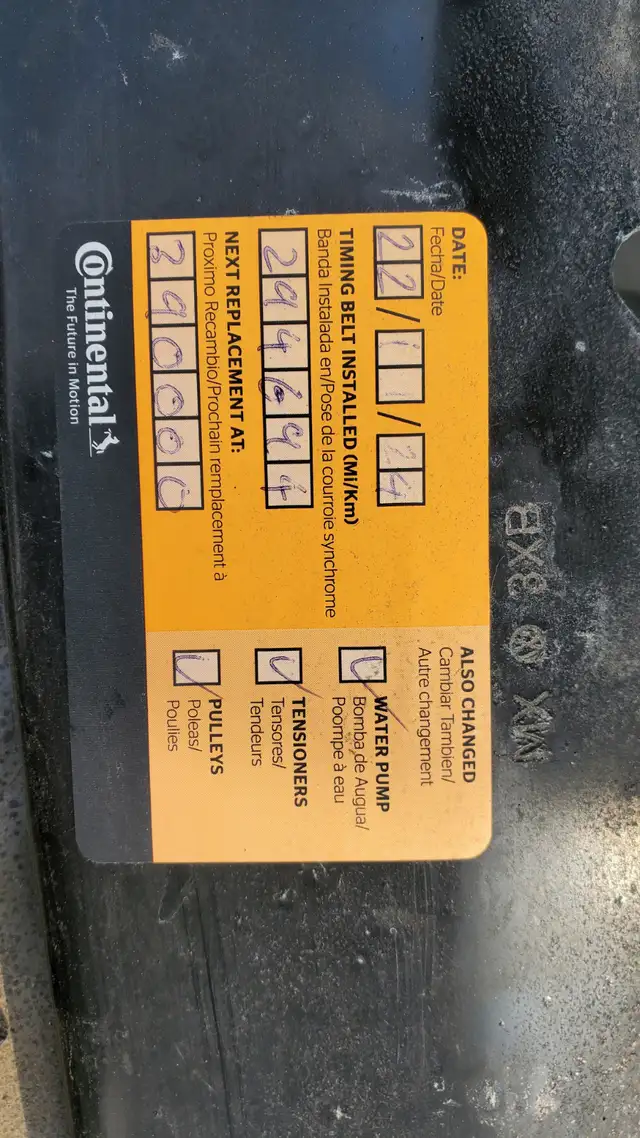 DATE:
Fecha/Date
22/11/24
TIMING BELT INSTALLED (Mi/Km)
Banda Instalada en/Pose de la courroie synchrome
294694
NEXT REPLACEMENT AT:
Proximo Recambio/Prochain remplacement à
390000
ALSO CHANGED
Cambiar Tambien/
Autre changement
WATER PUMP
Bomba de Augua/
Poompe à eau
TENSIONERS
Tensores/
Tendeurs
PULLEYS
Poleas/
Poulies
Continental
The Future in Motion